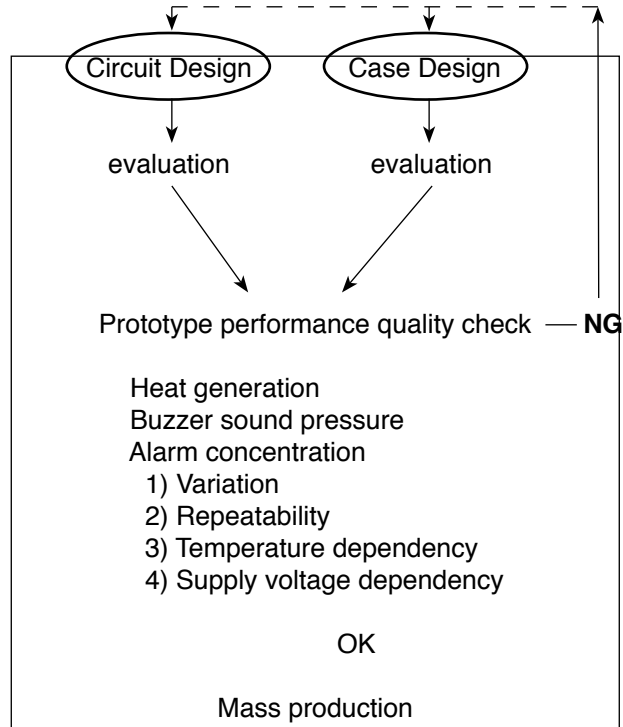 Circuit Design
Case Design
evaluation
evaluation
Prototype performance quality check
NG
Heat generation
Buzzer sound pressure
Alarm concentration
1) Variation
2) Repeatability
3) Temperature dependency
4) Supply voltage dependency
OK
Mass production